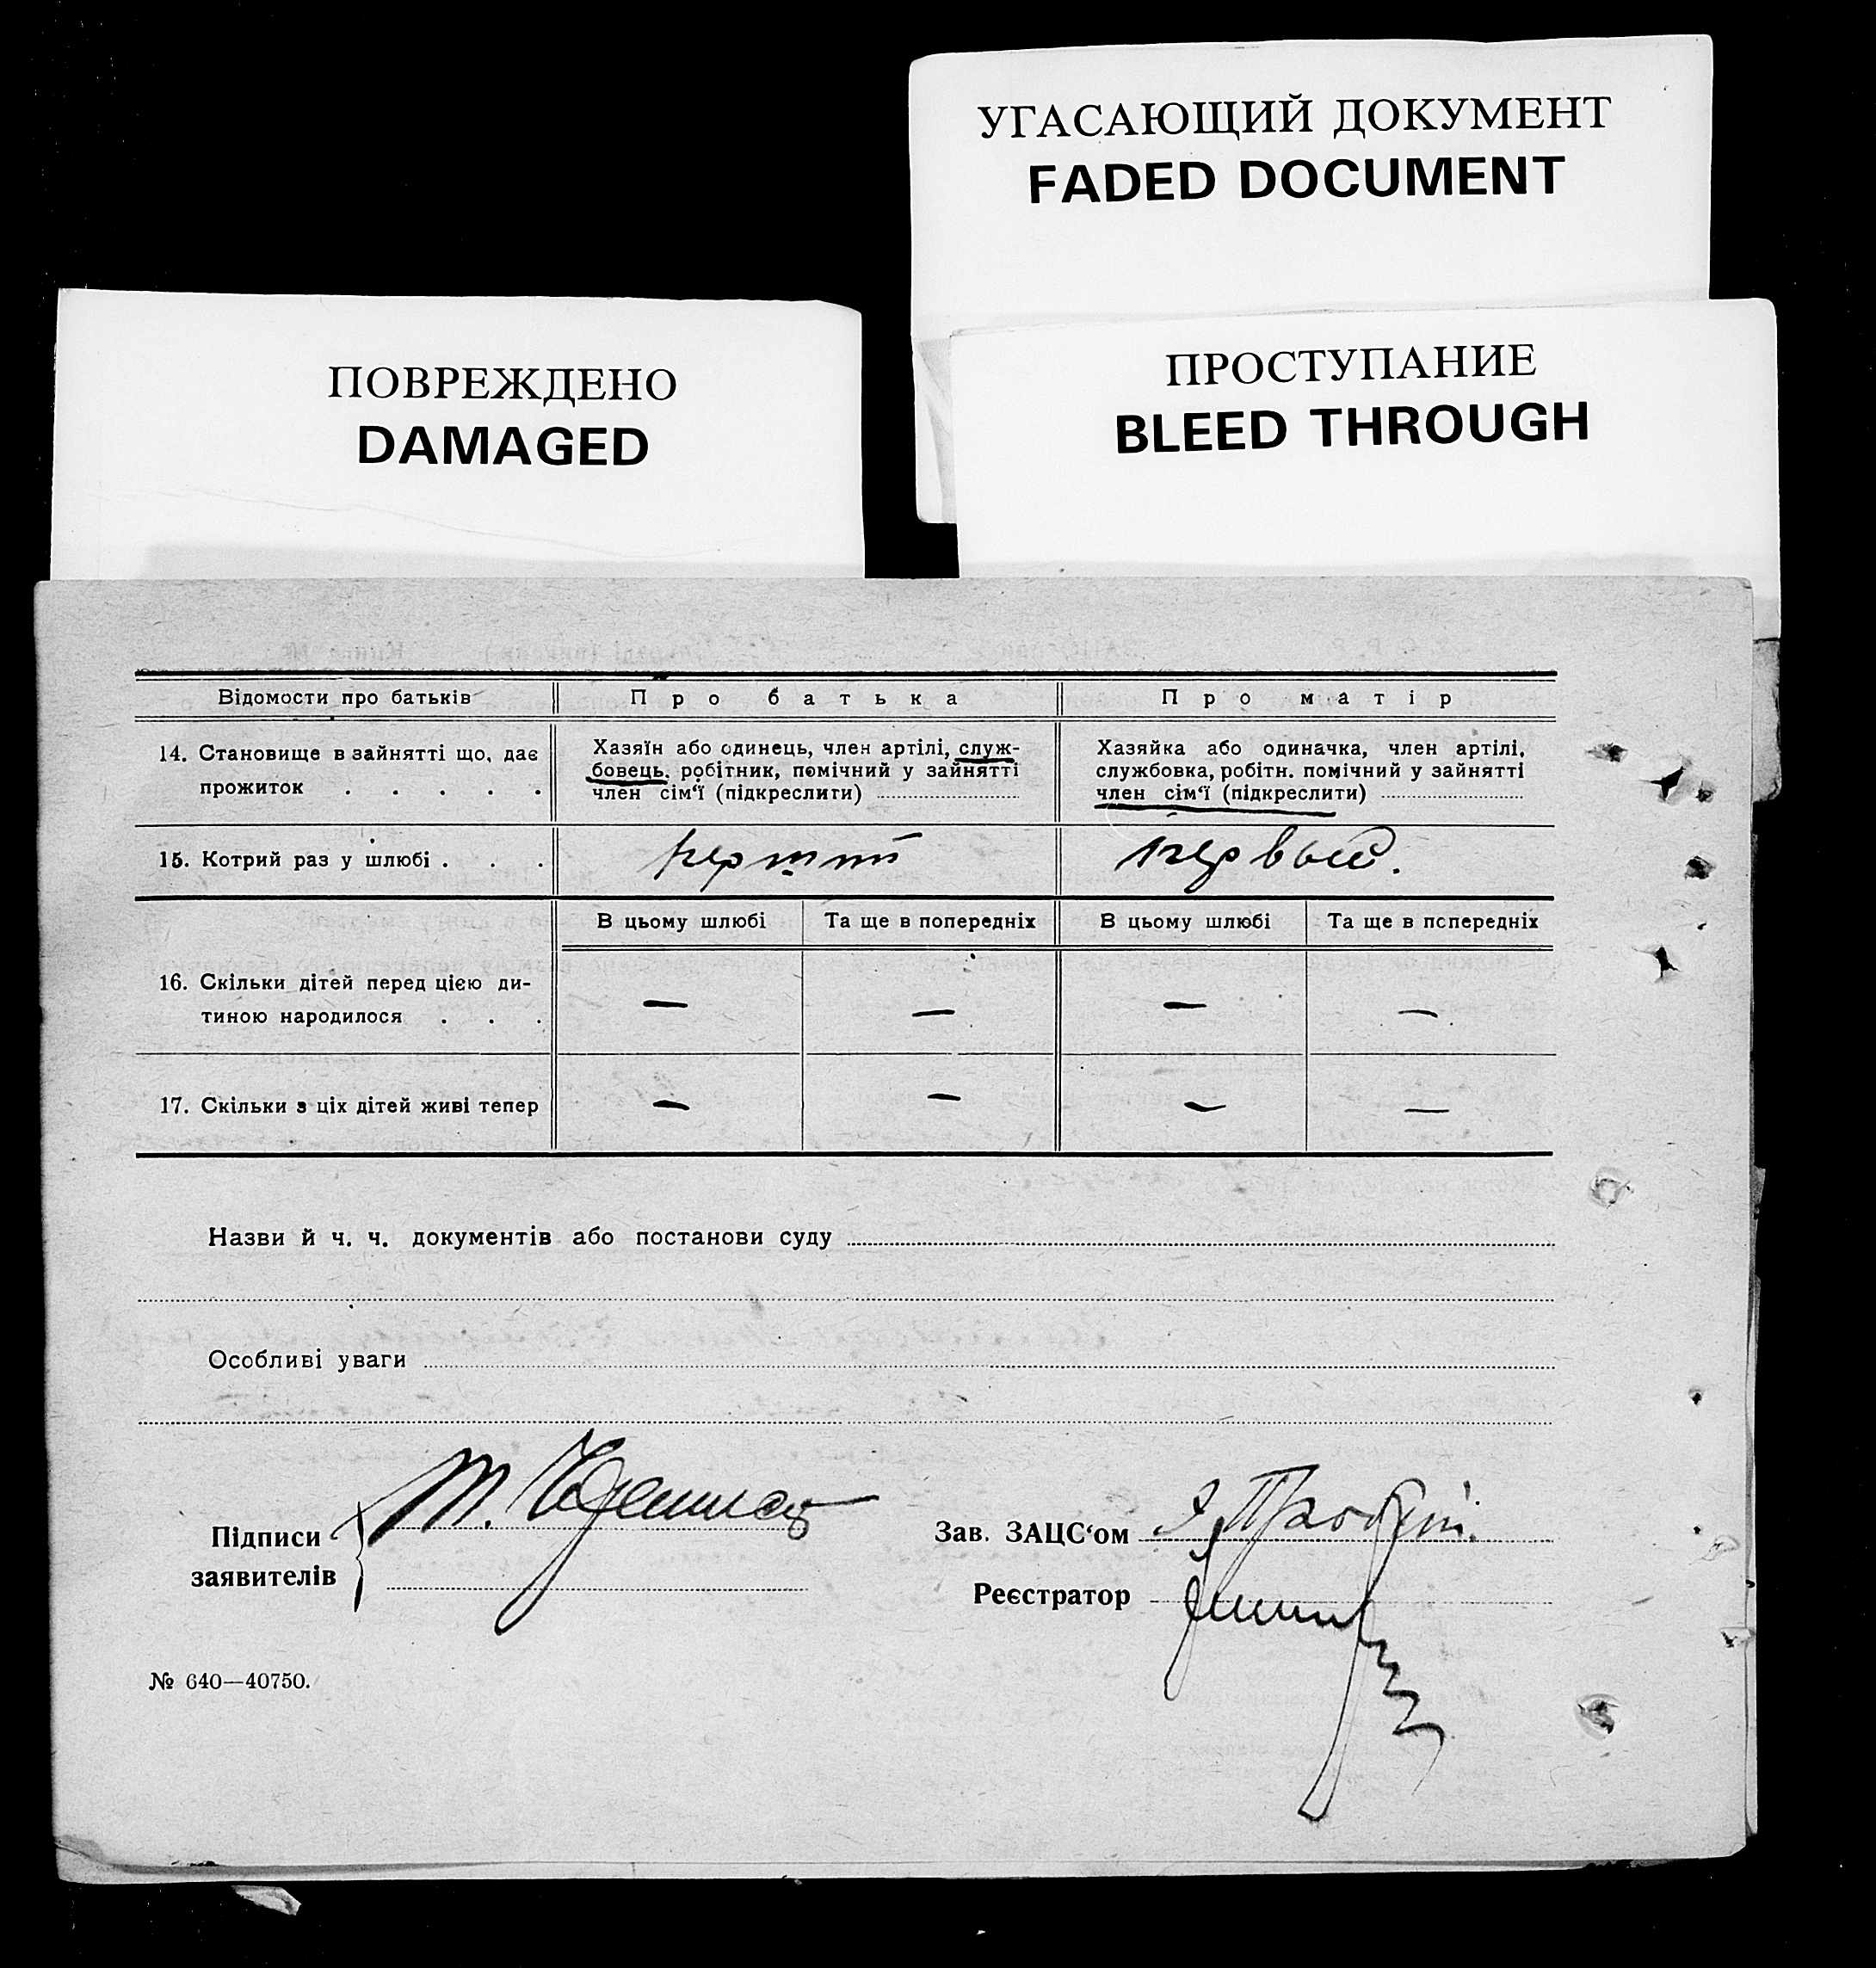 УГАСАЮЩИЙ ДОКУМЕНТ
FADED DOCUMENT
ПОВРЕЖДЕНО
DAMAGED
ПРОСТУПАНИЕ
BLEED THROUGH
Відомости про батьків
Про батька
Про матір
14. Становище в зайнятті що, дає
прожиток . . . . .
Хазяїн або одинець, член артілі, служ-
бовець, робітник, помічний у зайнятті
член сім‘ї (підкреслити)
Хазяйка або одиначка, член артілі,
службовка, робітн. помічний у зайнятті
член сім‘ї (підкреслити)
15. Котрий раз у шлюбі . . .
перший
первый.
В цьому шлюбі
Та ще в попередніх
В цьому шлюбі
Та ще в попередніх
16. Скільки дітей перед цією ди-
тиною народилося . . .
— — — —
17. Скільки з ціх дітей живі тепер
— — — —
Назви й ч. ч. документів або постанови суду
Особливі уваги
Підписи
заявителів
Зав. ЗАЦС‘ом
Реєстратор
№ 640—40750.